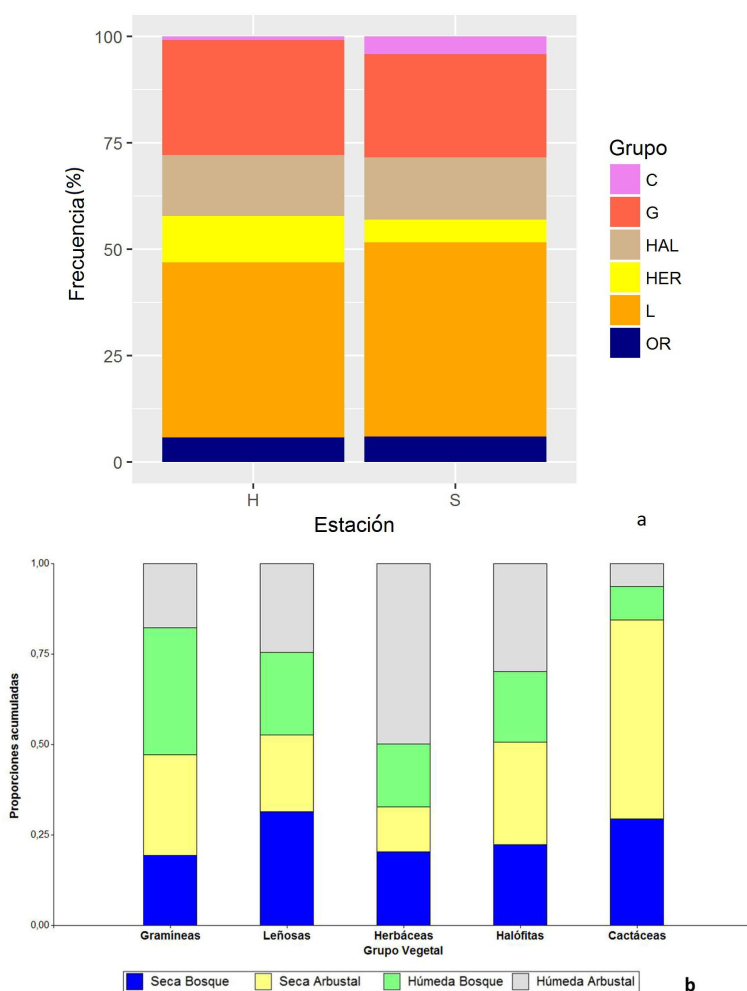 100
75
50
25
0
Frecuencia(%)
H
S
Estación
Grupo
C
G
HAL
HER
L
OR
a
1,00
0,75
0,50
0,25
0,00
Proporciones acumuladas
Gramíneas
Leñosas
Herbáceas
Halófitas
Cactáceas
Grupo Vegetal
Seca Bosque
Seca Arbustal
Húmeda Bosque
Húmeda Arbustal
b